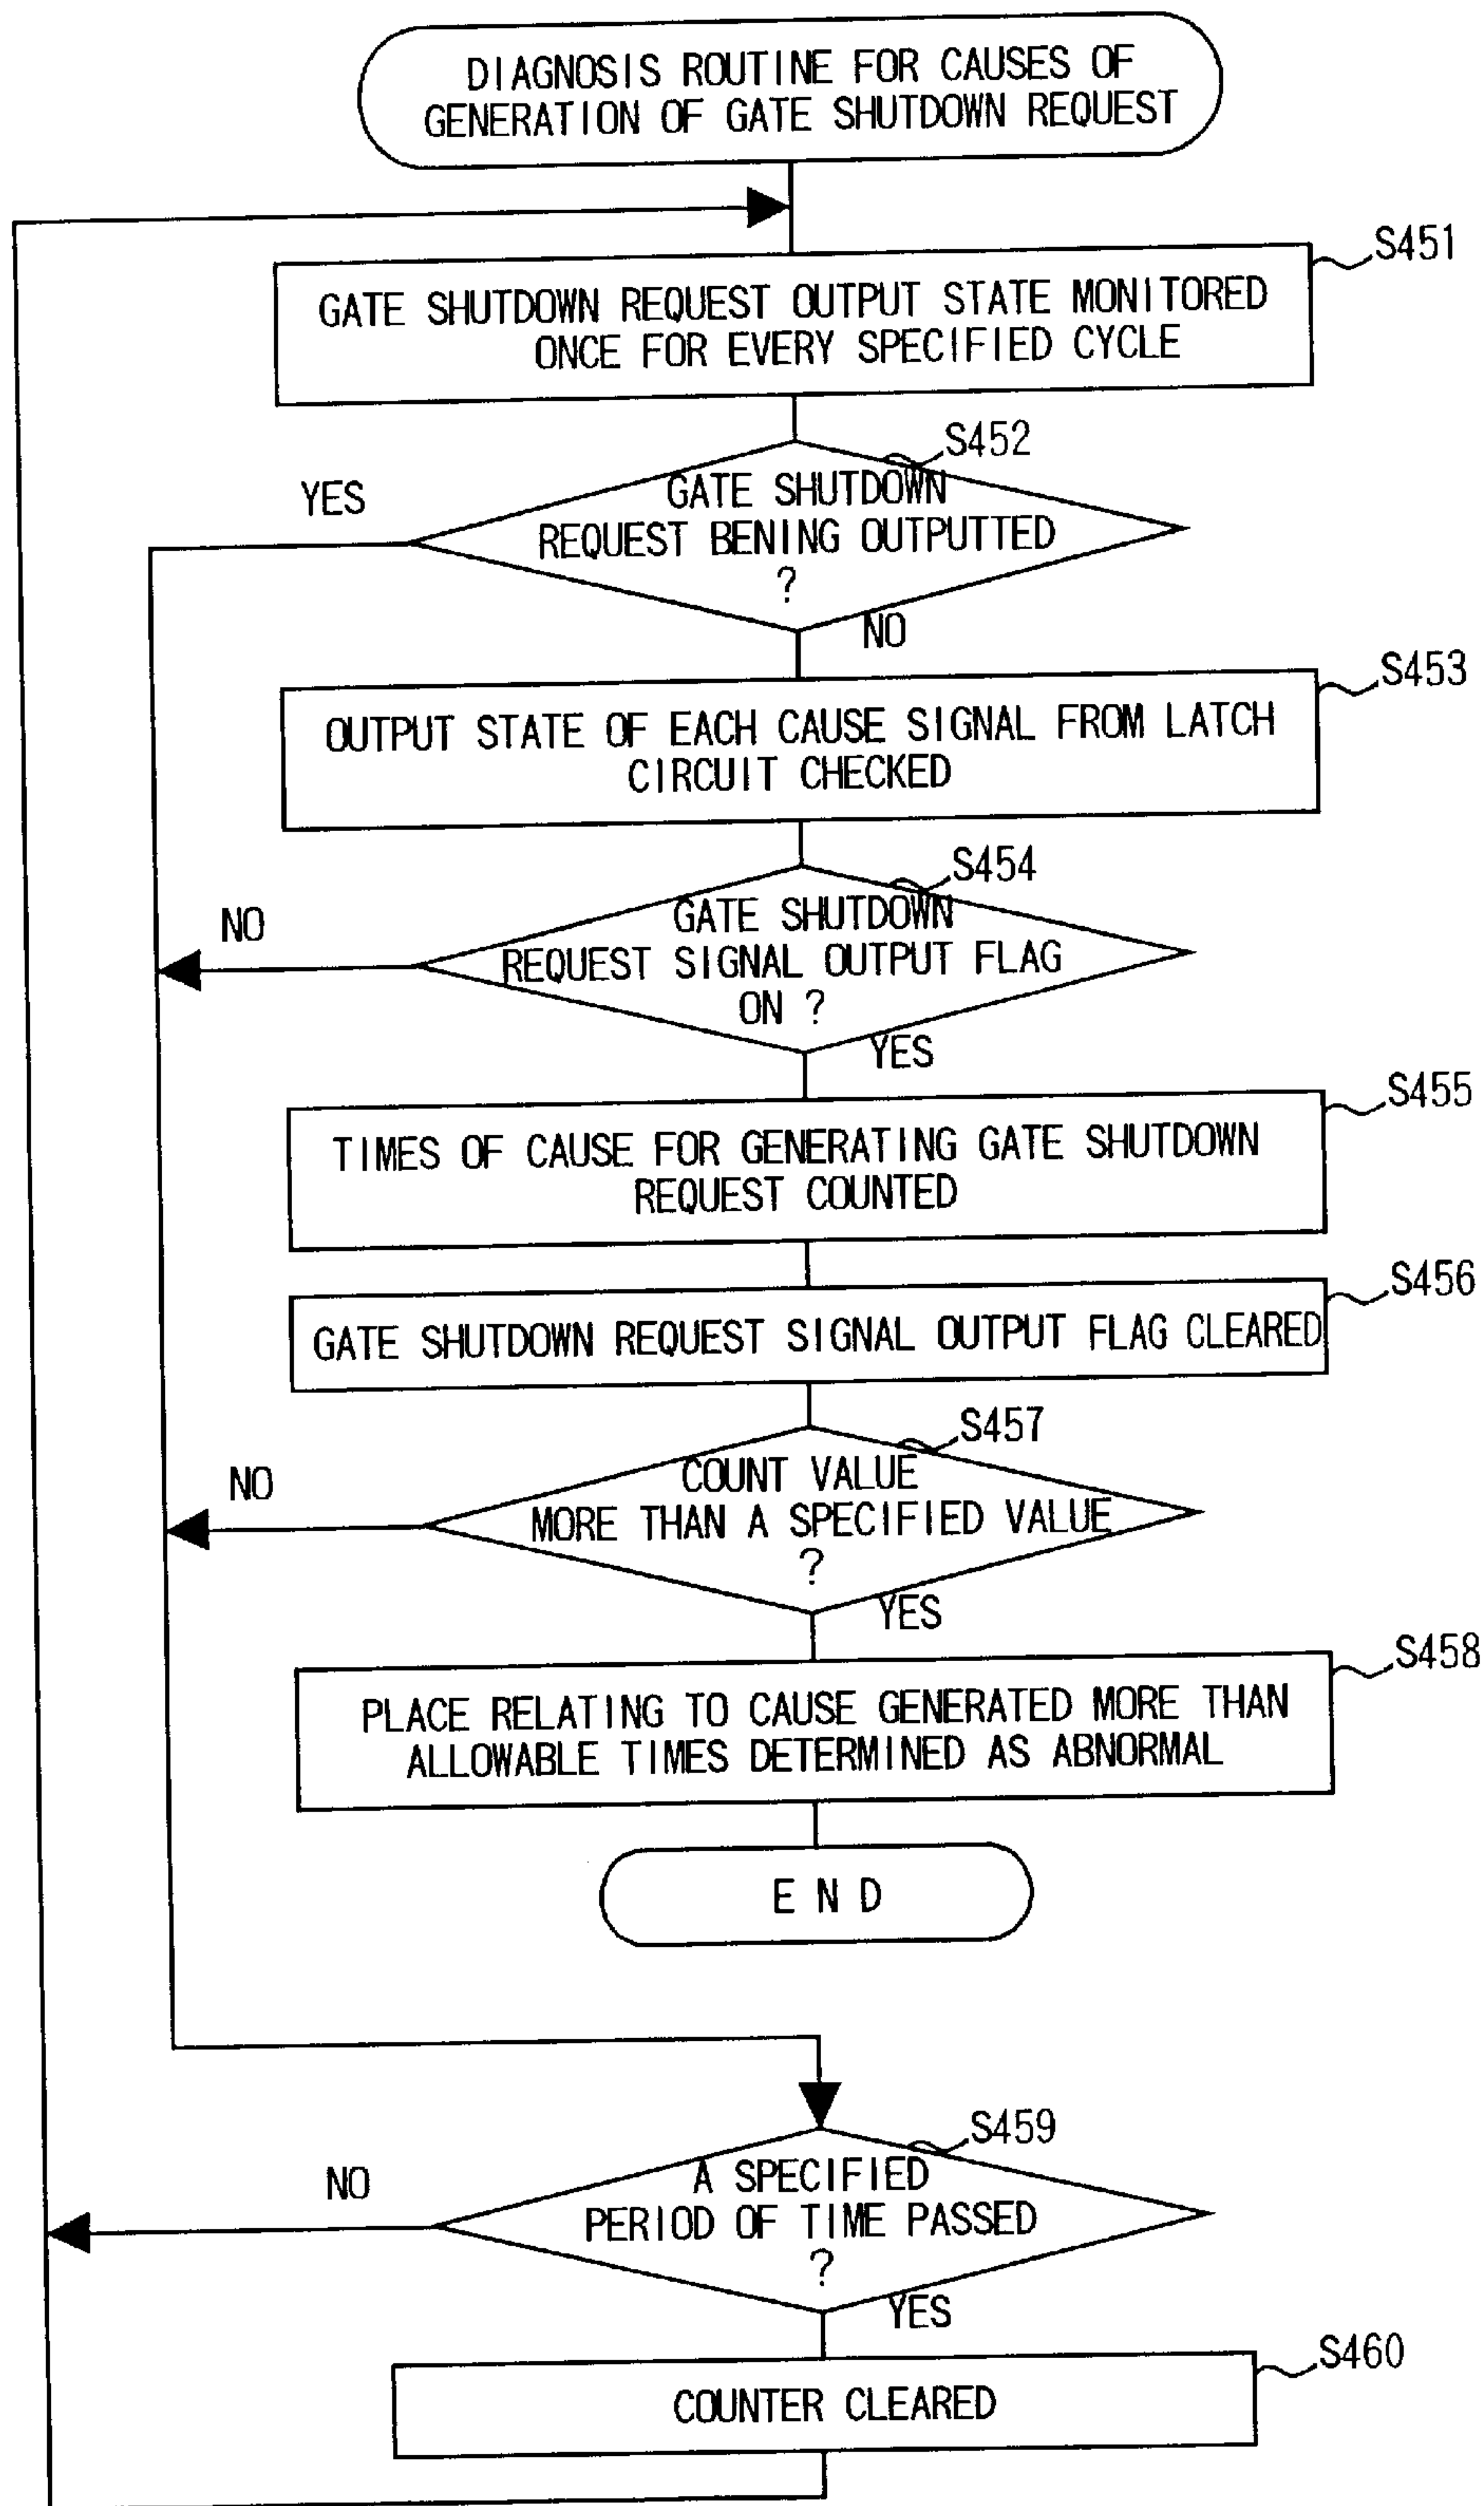 DIAGNOSIS ROUTINE FOR CAUSES OF
GENERATION OF GATE SHUTDOWN REQUEST
S451
GATE SHUTDOWN REQUEST OUTPUT STATE MONITORED
ONCE FOR EVERY SPECIFIED CYCLE
S452
YES
GATE SHUTDOWN
REQUEST BENING OUTPUTTED
?
NO
S453
OUTPUT STATE OF EACH CAUSE SIGNAL FROM LATCH
CIRCUIT CHECKED
S454
NO
GATE SHUTDOWN
REQUEST SIGNAL OUTPUT FLAG
ON ?
YES
S455
TIMES OF CAUSE FOR GENERATING GATE SHUTDOWN
REQUEST COUNTED
S456
GATE SHUTDOWN REQUEST SIGNAL OUTPUT FLAG CLEARED
S457
NO
COUNT VALUE
MORE THAN A SPECIFIED VALUE
?
YES
S458
PLACE RELATING TO CAUSE GENERATED MORE THAN
ALLOWABLE TIMES DETERMINED AS ABNORMAL
END
S459
NO
A SPECIFIED
PERIOD OF TIME PASSED
?
YES
S460
COUNTER CLEARED